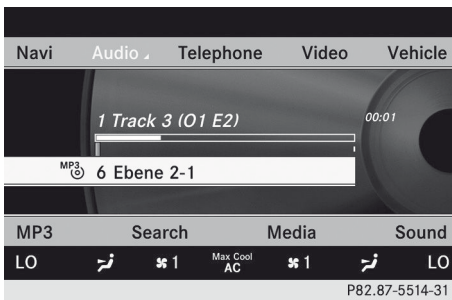 Navi Audio Telephone Video Vehicle
1 Track 3 (O1 E2) 00:01
MP3 6 Ebene 2-1
MP3 Search Media Sound
LO 1 Max Cool AC 1 LO
P82.87-5514-31